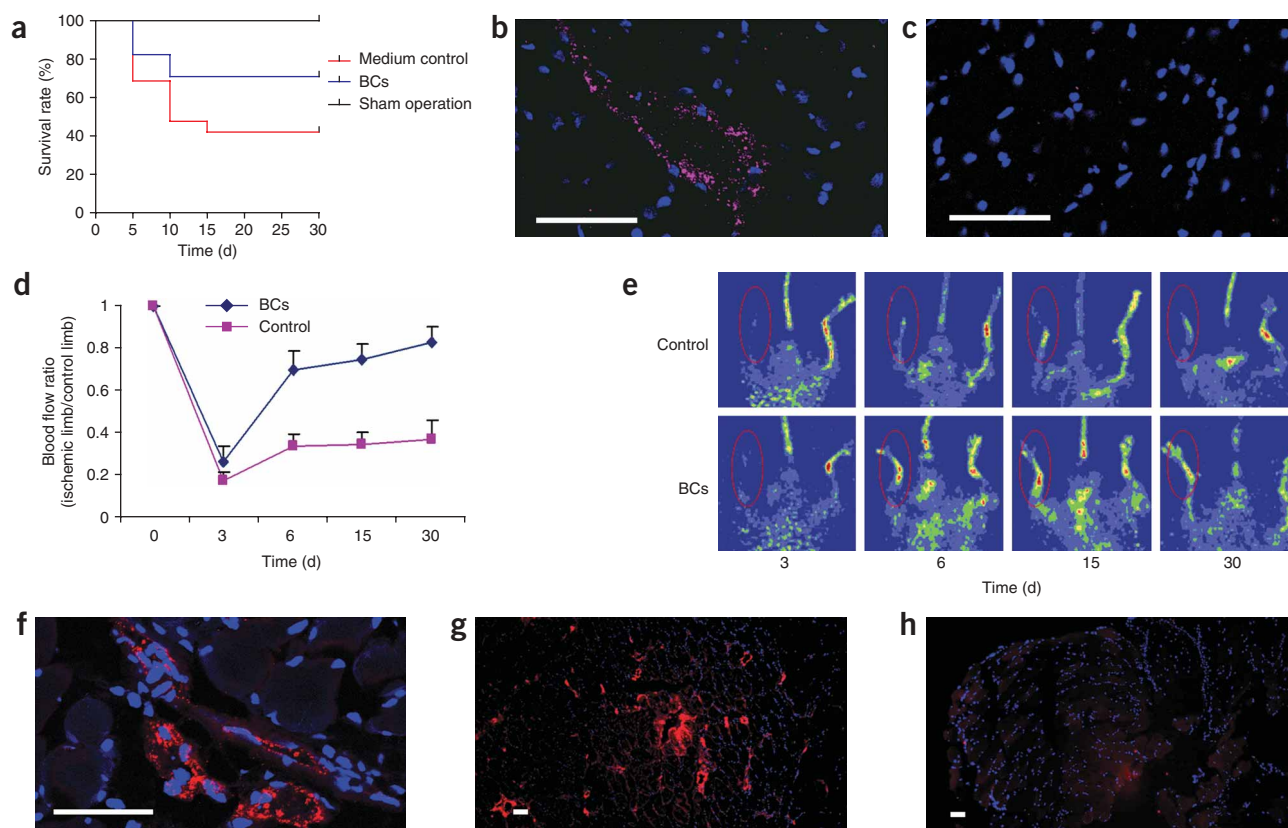 a
100
80
60
40
20
0
Survival rate (%)
0 5 10 15 20 25 30
Time (d)
Medium control
BCs
Sham operation
b
c
d
1
0.8
0.6
0.4
0.2
0
Blood flow ratio
(ischemic limb/control limb)
BCs
Control
0 3 6 15 30
Time (d)
e
Control
BCs
3 6 15 30
Time (d)
f
g
h